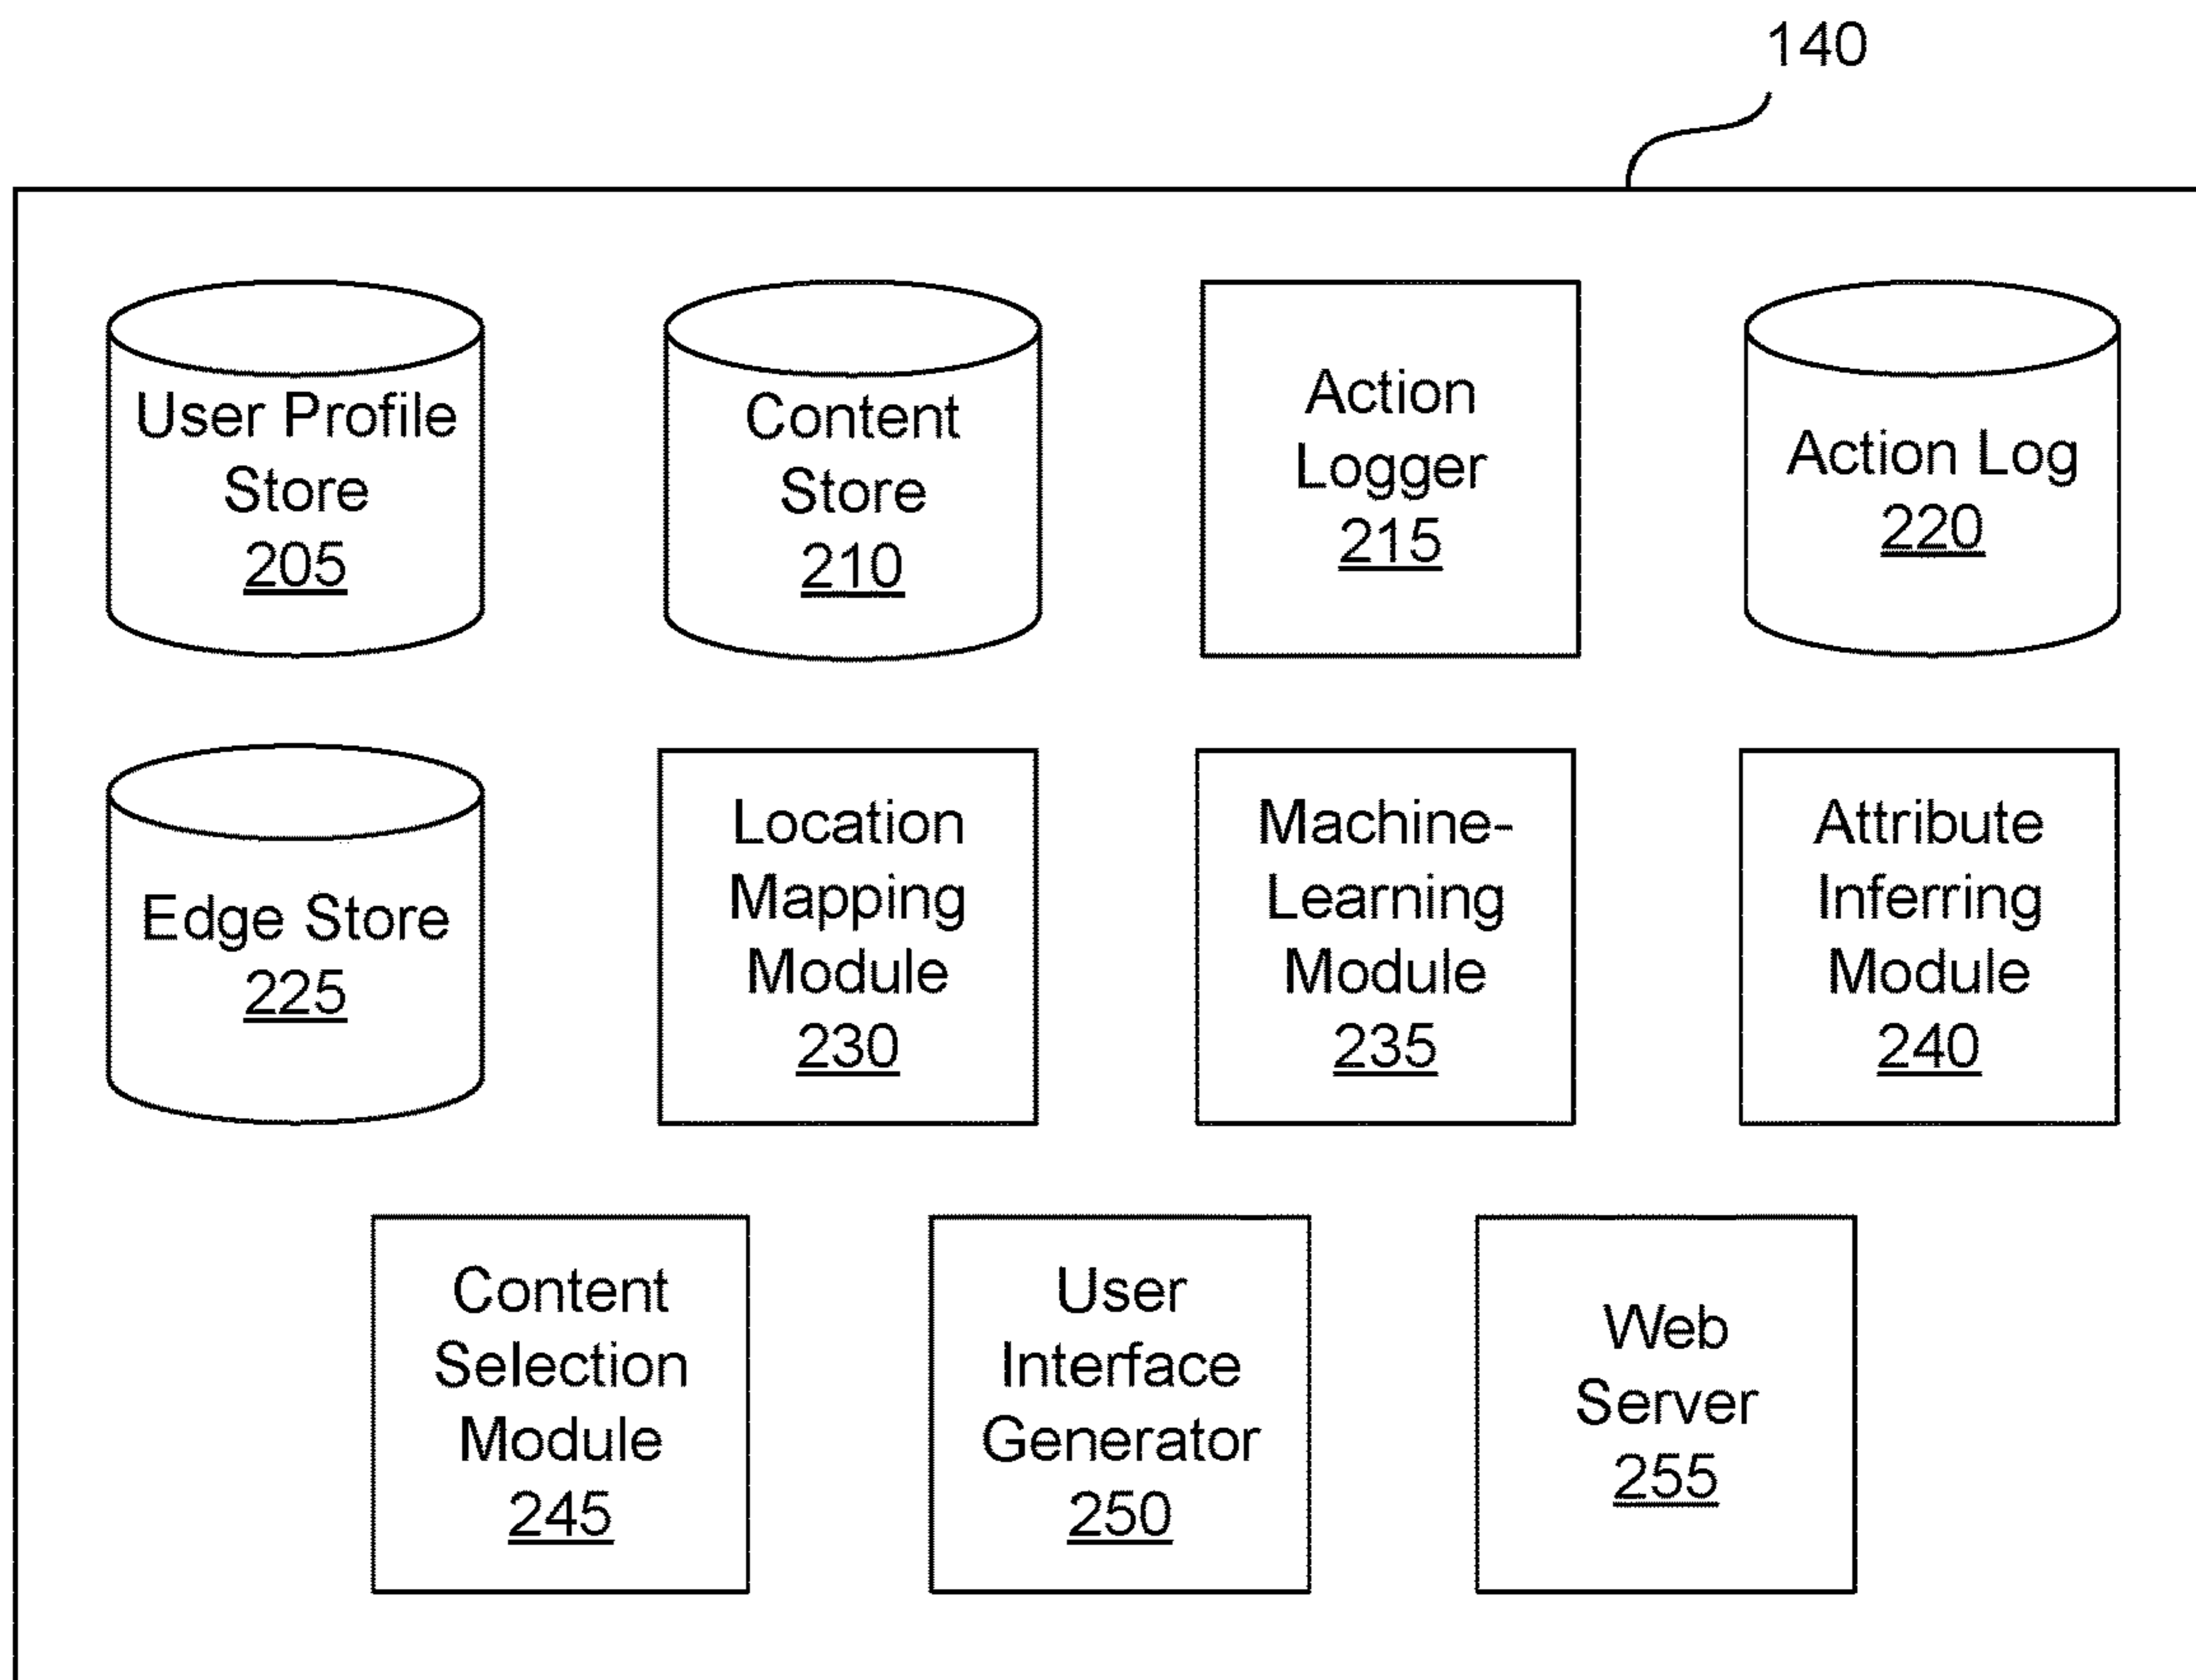 140
User Profile
Store
205
Content
Store
210
Action
Logger
215
Action Log
220
Edge Store
225
Location
Mapping
Module
230
Machine-
Learning
Module
235
Attribute
Inferring
Module
240
Content
Selection
Module
245
User
Interface
Generator
250
Web
Server
255